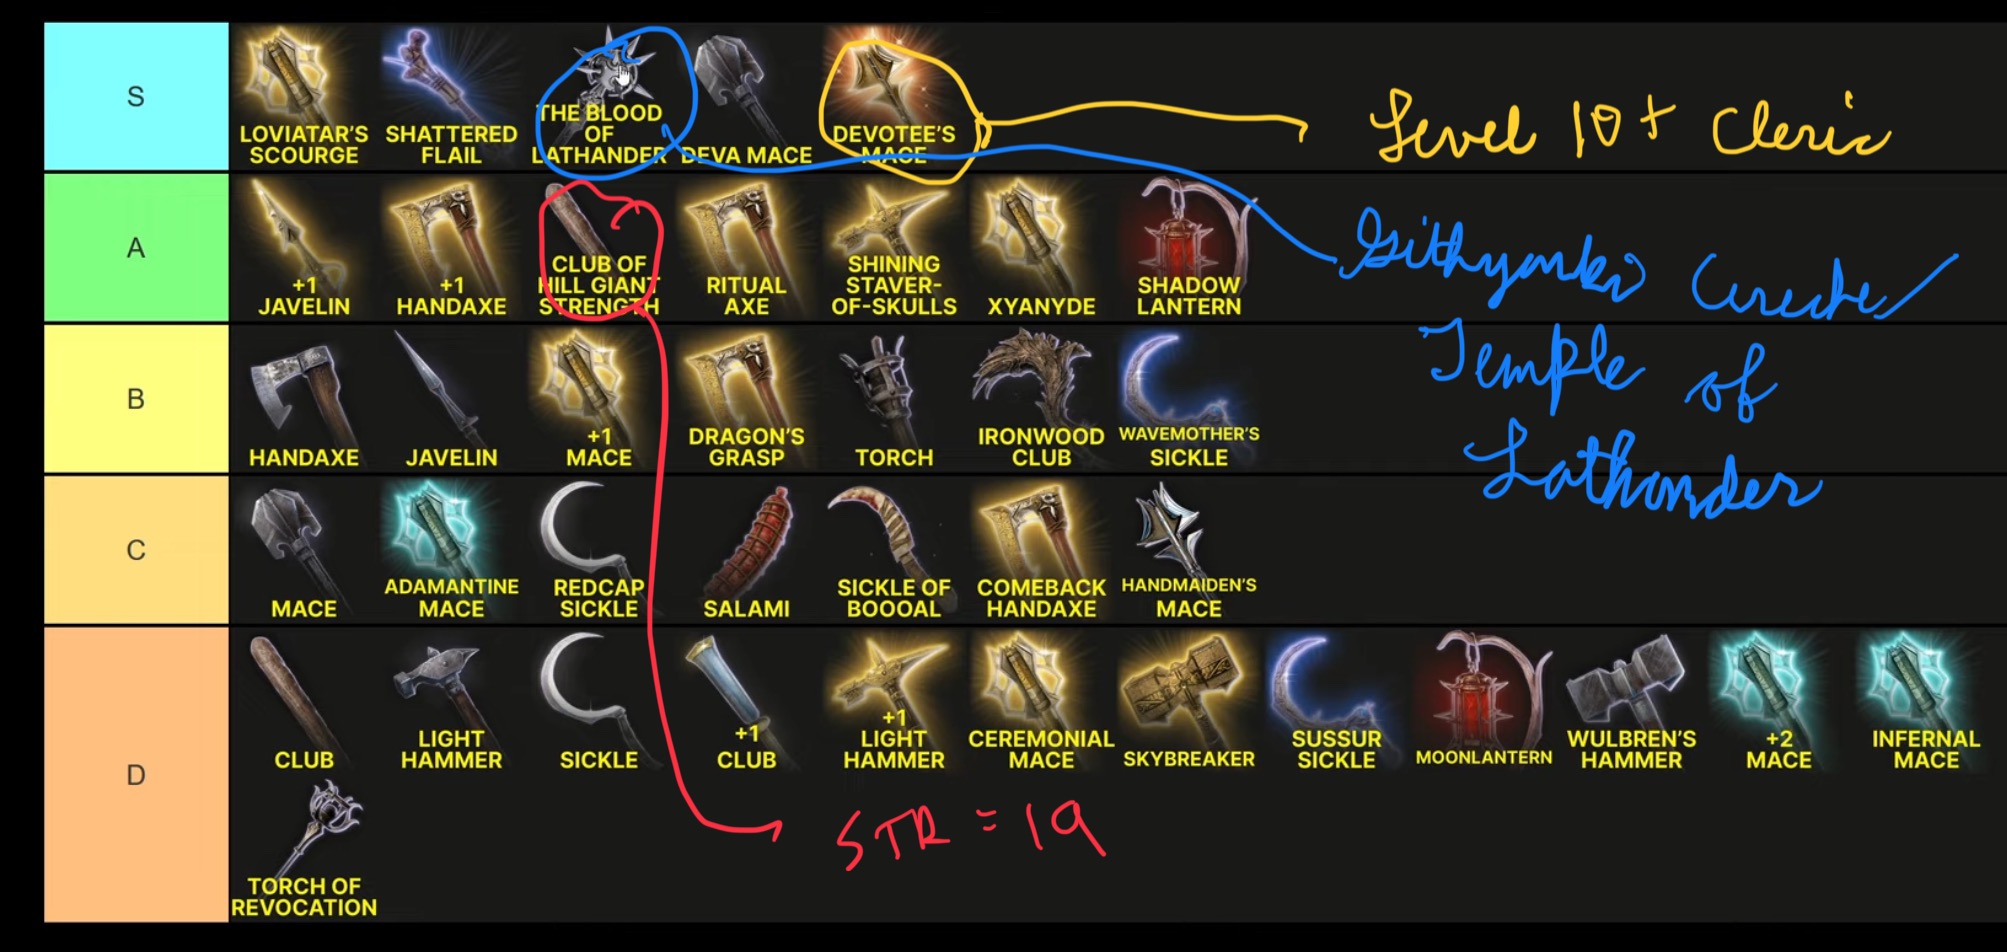 S
LOVIATAR'S
SCOURGE
SHATTERED
FLAIL
THE BLOOD
OF
LATHANDER
DEVA MACE
DEVOTEE'S
MACE
Level 10+ Cleric
A
+1
JAVELIN
+1
HANDAXE
CLUB OF
HILL GIANT
STRENGTH
RITUAL
AXE
SHINING
STAVER-
OF-SKULLS
XYANYDE
SHADOW
LANTERN
Githyanki Creche/
Temple of
Lathander
B
HANDAXE
JAVELIN
+1
MACE
DRAGON'S
GRASP
TORCH
IRONWOOD
CLUB
WAVEMOTHER'S
SICKLE
C
MACE
ADAMANTINE
MACE
REDCAP
SICKLE
SALAMI
SICKLE OF
BOOOAL
COMEBACK
HANDAXE
HANDMAIDEN'S
MACE
D
CLUB
LIGHT
HAMMER
SICKLE
+1
CLUB
+1
LIGHT
HAMMER
CEREMONIAL
MACE
SKYBREAKER
SUSSUR
SICKLE
MOONLANTERN
WULBREN'S
HAMMER
+2
MACE
INFERNAL
MACE
TORCH OF
REVOCATION
STR = 19